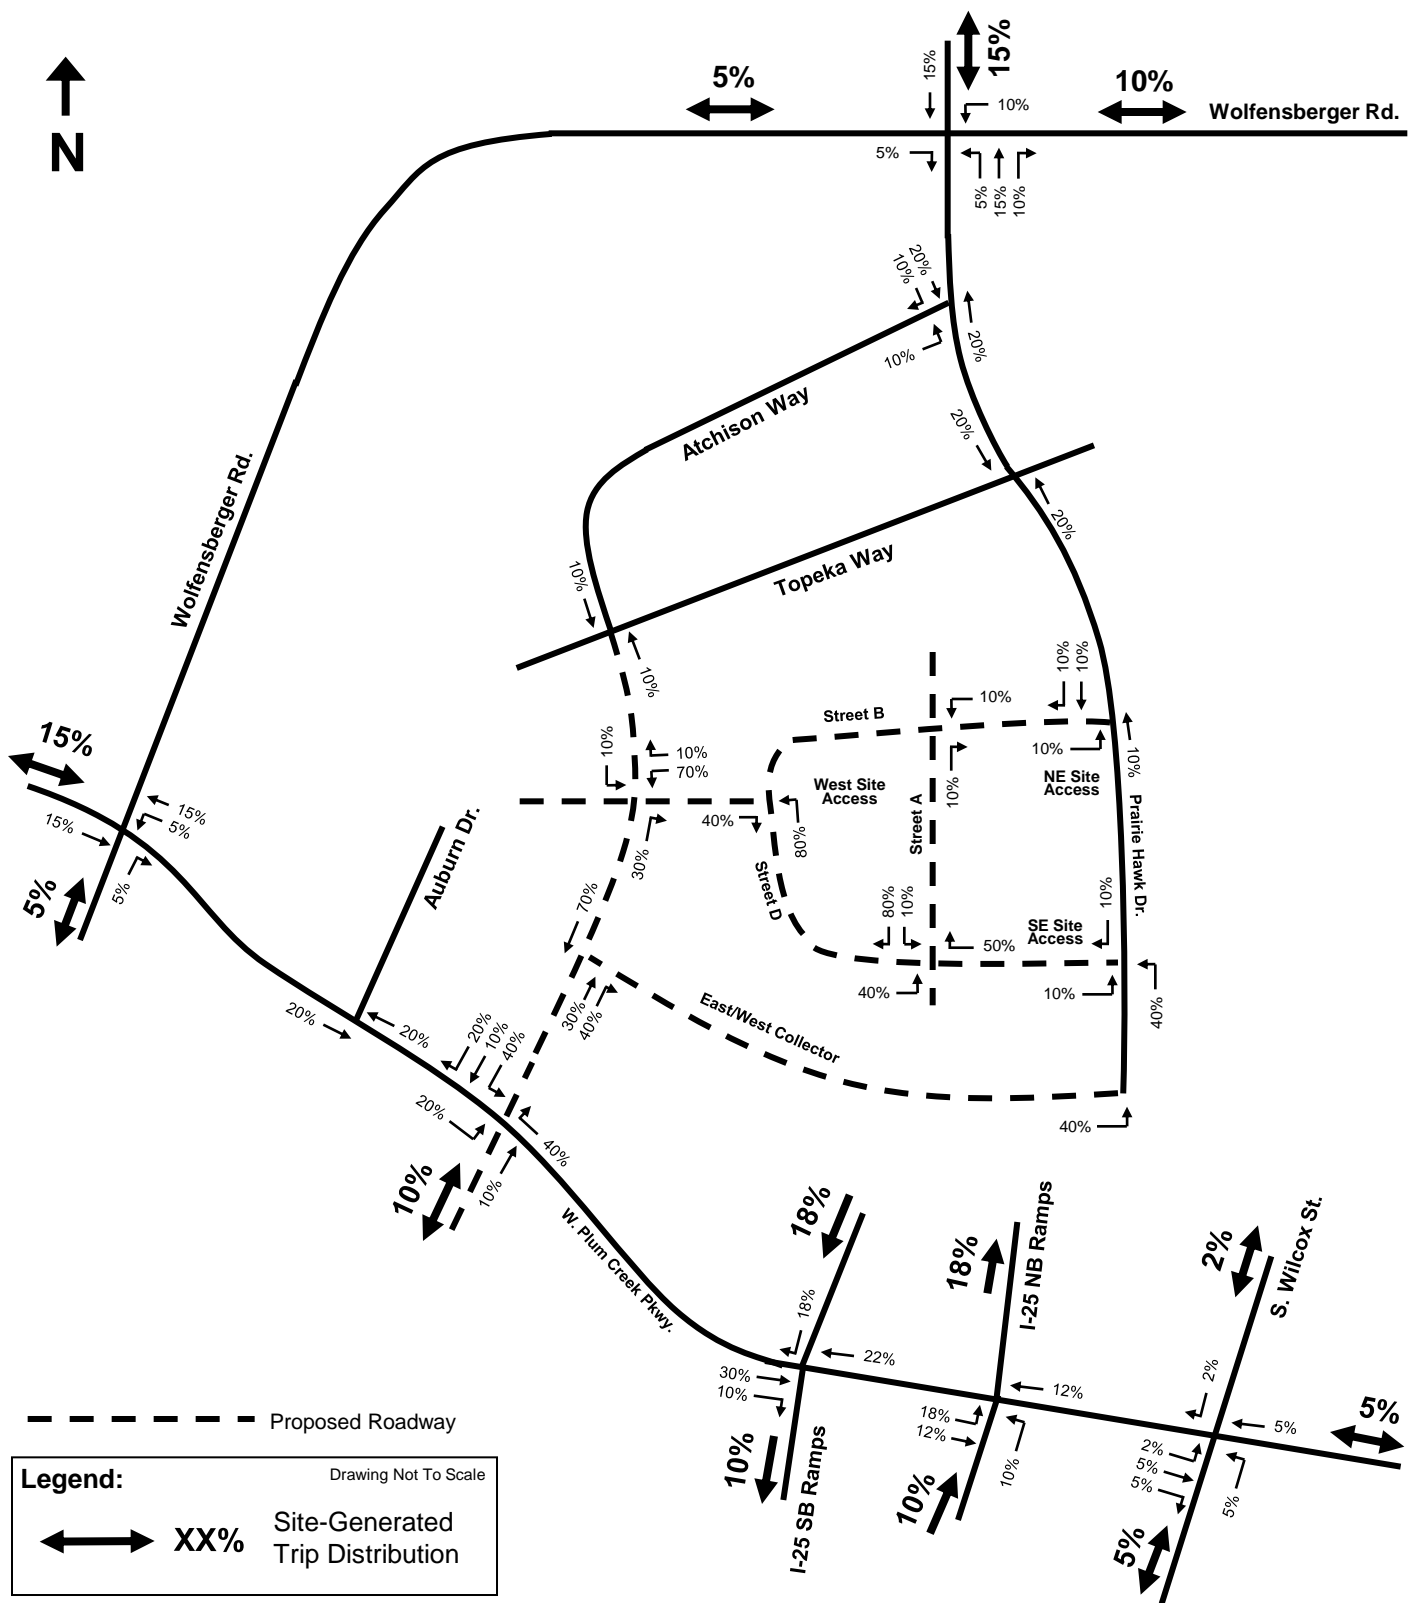 15%
15%
5%
10%
10%
Wolfensberger Rd.
N
5%
5%
15%
10%
20%
10%
20%
10%
Atchison Way
20%
Wolfensberger Rd.
20%
Topeka Way
10%
10%
10%
10%
10%
Street B
10%
10%
10%
70%
10%
10%
15%
West Site
Access
NE Site
Access
10%
Street A
Prairie Hawk Dr.
15%
15%
5%
Auburn Dr.
40%
80%
30%
5%
5%
70%
Street D
80%
10%
10%
SE Site
Access
50%
40%
10%
40%
East/West Collector
30%
40%
20%
20%
20%
10%
40%
20%
40%
10%
10%
40%
W. Plum Creek Pkwy.
18%
18%
I-25 NB Ramps
2%
S. Wilcox St.
18%
22%
30%
10%
12%
2%
18%
12%
10%
5%
5%
2%
5%
5%
5%
10%
I-25 SB Ramps
10%
5%
Proposed Roadway
Legend:
Drawing Not To Scale
XX%
Site-Generated
Trip Distribution